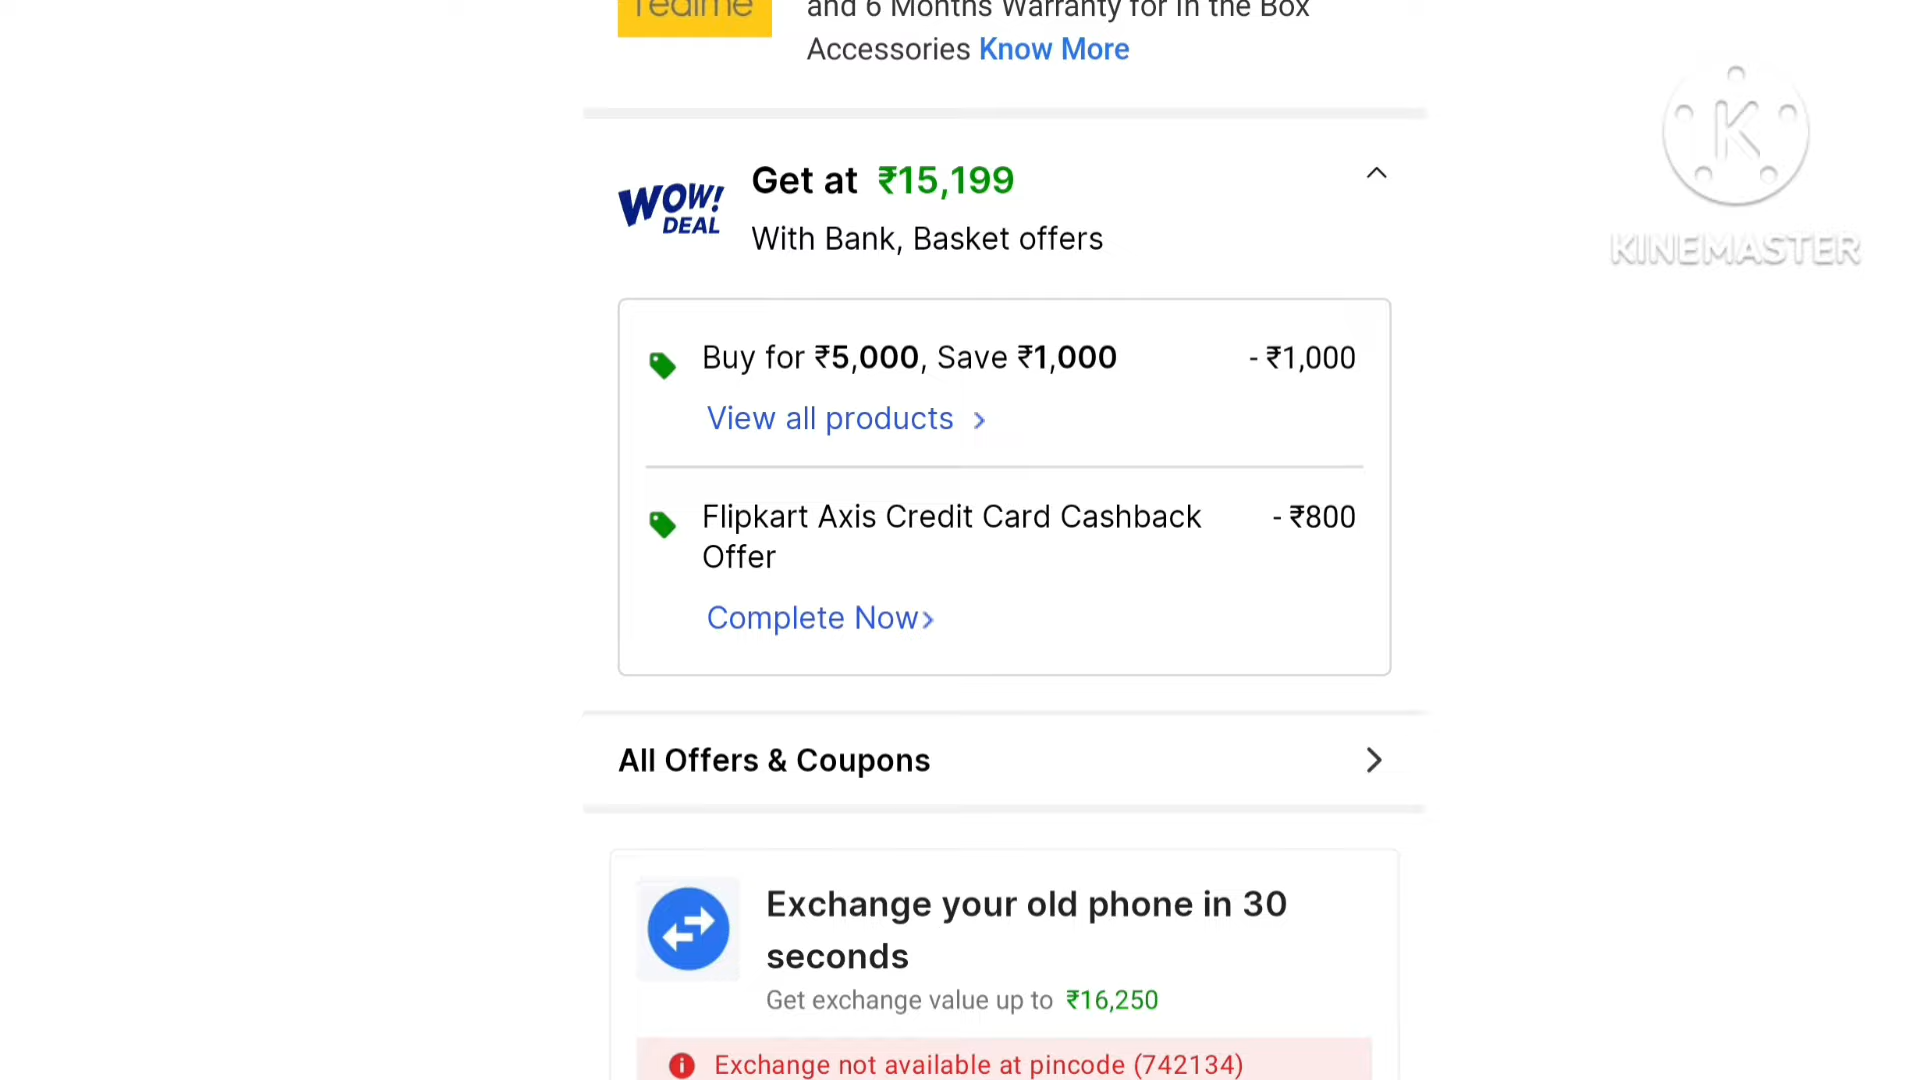 realme
and 6 Months Warranty for In the Box
Accessories Know More
WOW!
DEAL
Get at ₹15,199
With Bank, Basket offers
Buy for ₹5,000, Save ₹1,000 - ₹1,000
View all products
Flipkart Axis Credit Card Cashback - ₹800
Offer
Complete Now
All Offers & Coupons
Exchange your old phone in 30
seconds
Get exchange value up to ₹16,250
Exchange not available at pincode (742134)
K
KINEMASTER